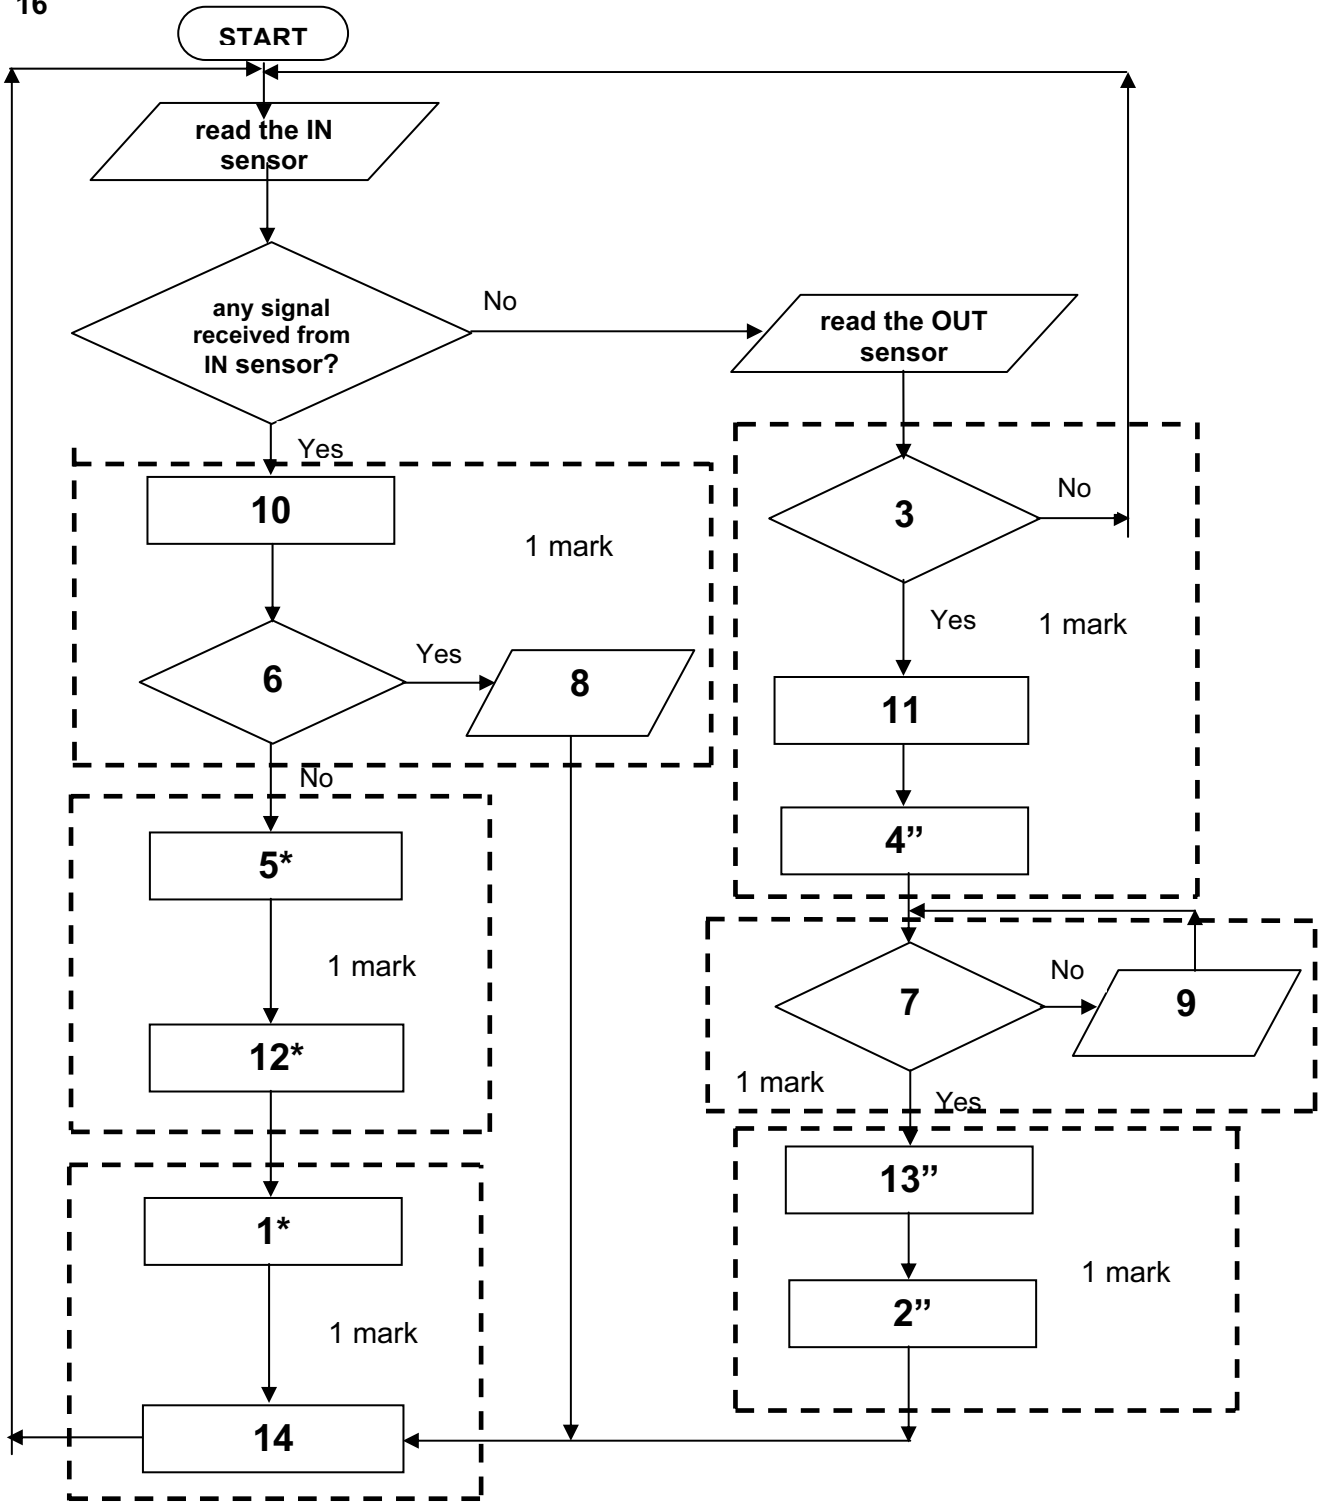 16
START
read the IN
sensor
any signal
received from
IN sensor?
No
read the OUT
sensor
Yes
10
1 mark
6
Yes
8
No
5*
1 mark
12*
1*
1 mark
14
3
No
Yes
1 mark
11
4”
7
No
9
1 mark
Yes
13”
1 mark
2”